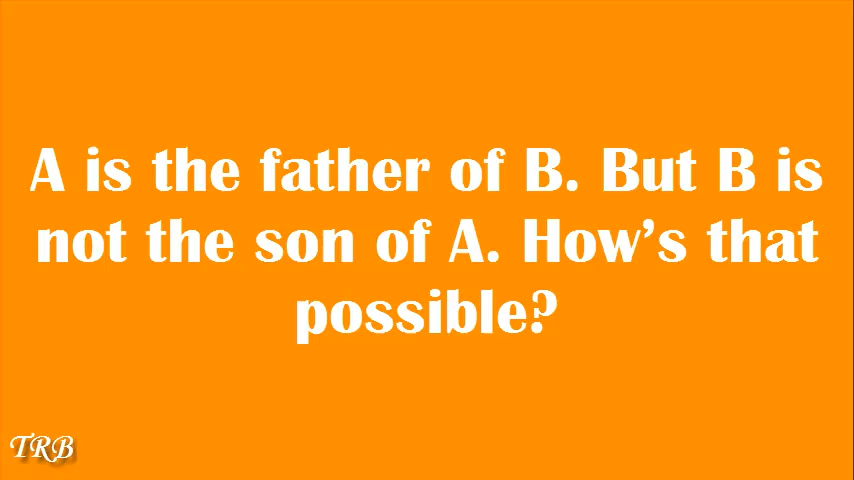 A is the father of B. But B is
not the son of A. How’s that
possible?
TRB